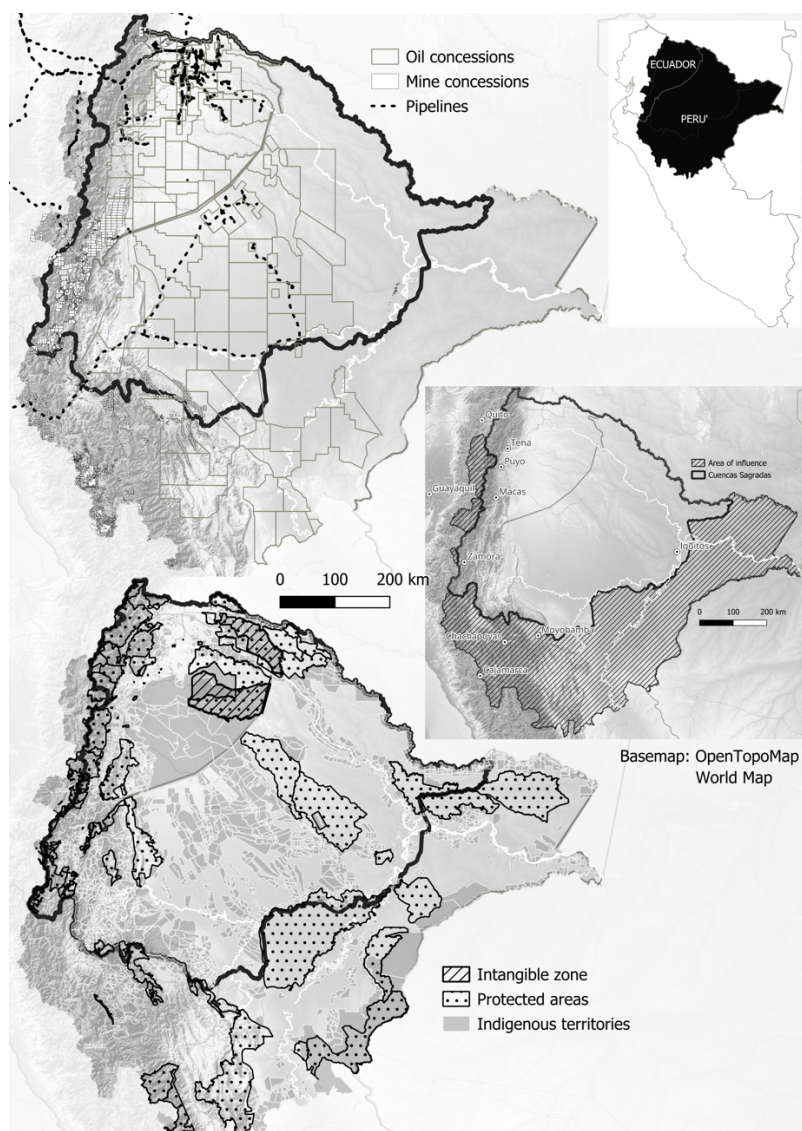 Oil concessions
Mine concessions
Pipelines
ECUADOR
PERU'
Quito
Tena
Puyo
Guayaquil
Macas
Zamora
Iquitos
Chachapoyas
Moyobamba
Cajamarca
Area of influence
Cuencas Sagradas
0 100 200 km
0 100 200 km
Basemap: OpenTopoMap
World Map
Intangible zone
Protected areas
Indigenous territories